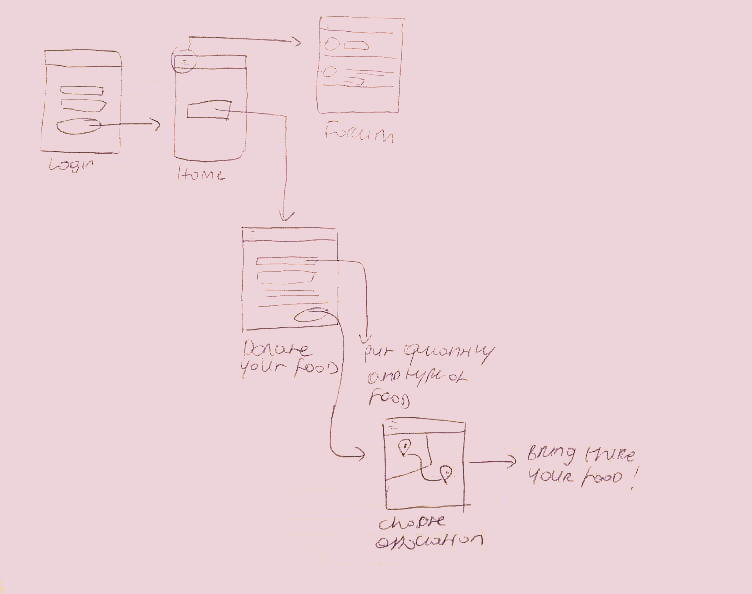 Login
Home
Forum
Donate
your food
put quantity
and type of
food
choose
association
Bring there
your food!